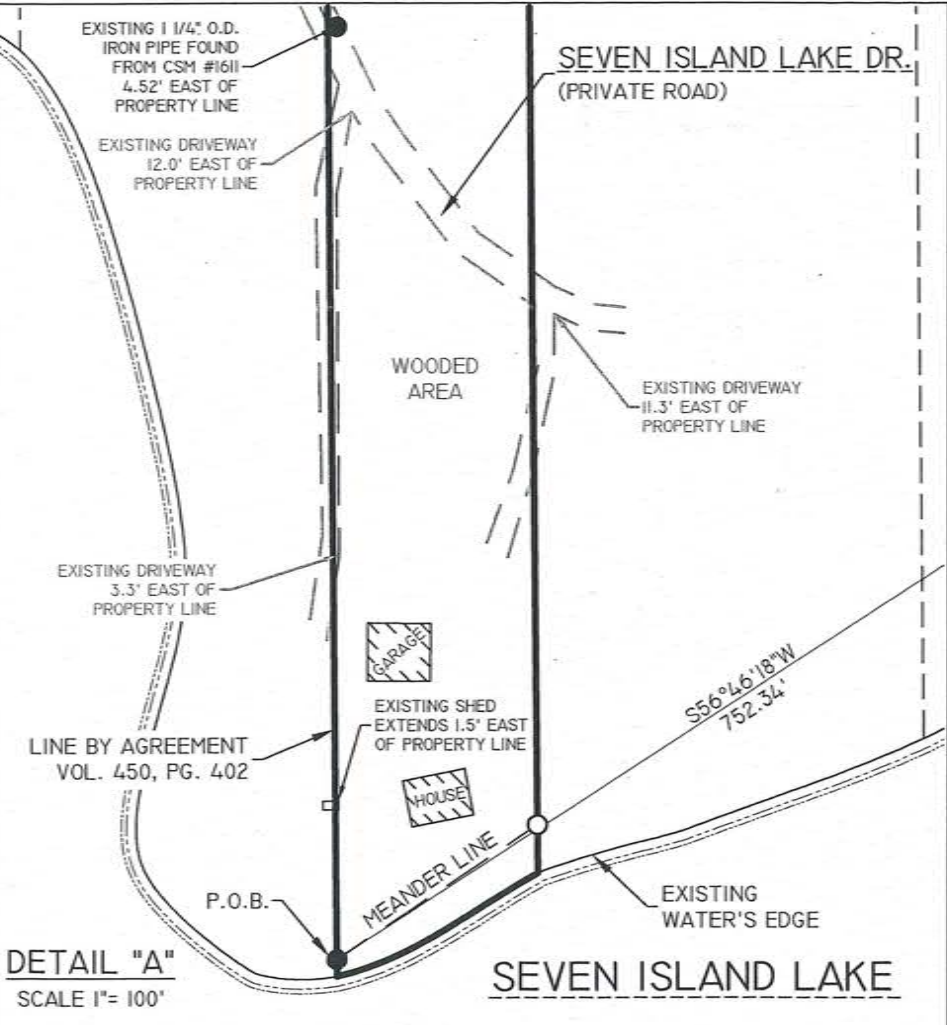 EXISTING 1 1/4" O.D.
IRON PIPE FOUND
FROM CSM #1611
4.52' EAST OF
PROPERTY LINE
SEVEN ISLAND LAKE DR.
(PRIVATE ROAD)
EXISTING DRIVEWAY
12.0' EAST OF
PROPERTY LINE
WOODED
AREA
EXISTING DRIVEWAY
11.3' EAST OF
PROPERTY LINE
EXISTING DRIVEWAY
3.3' EAST OF
PROPERTY LINE
GARAGE
S56°46'18"W
752.34'
EXISTING SHED
EXTENDS 1.5' EAST
OF PROPERTY LINE
LINE BY AGREEMENT
VOL. 450, PG. 402
HOUSE
MEANDER LINE
P.O.B.
EXISTING
WATER'S EDGE
DETAIL "A"
SCALE 1"= 100'
SEVEN ISLAND LAKE